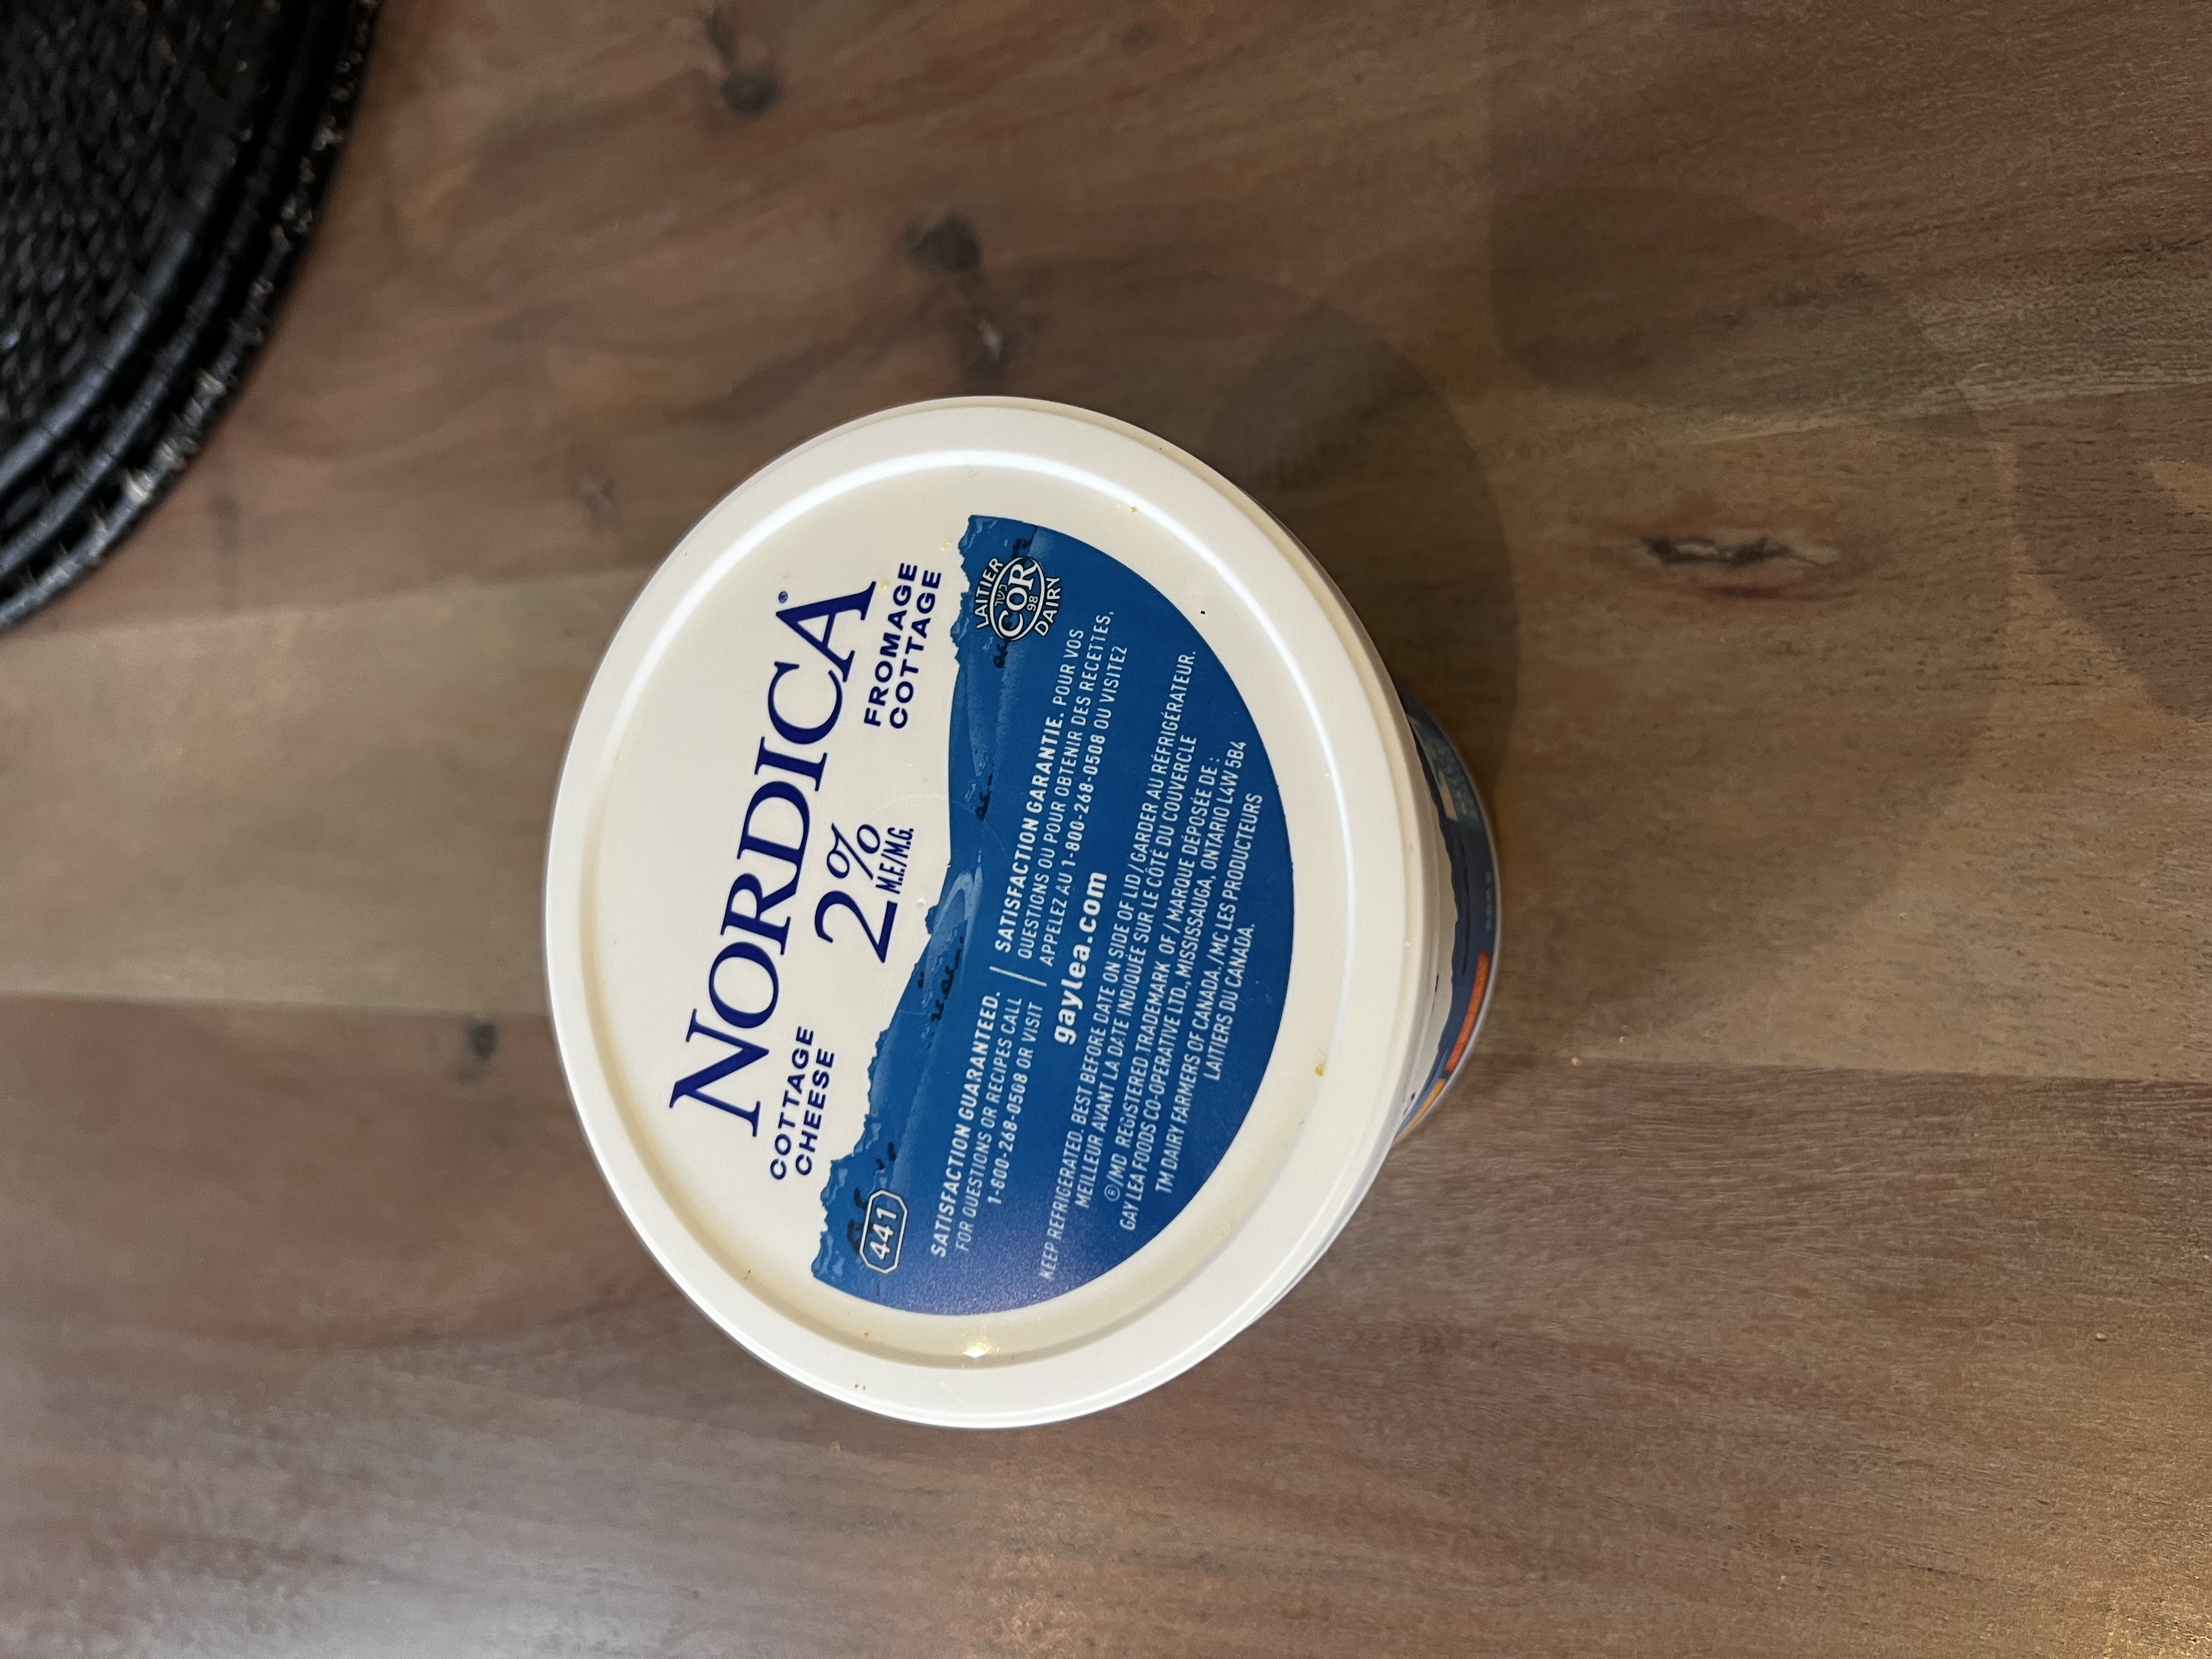 NORDICA®
COTTAGE
CHEESE
2%
M.F./M.G.
FROMAGE
COTTAGE
441
SATISFACTION GUARANTEED.
FOR QUESTIONS OR RECIPES CALL
1-800-268-0508 OR VISIT
SATISFACTION GARANTIE. POUR VOS
QUESTIONS OU POUR OBTENIR DES RECETTES,
APPELEZ AU 1-800-268-0508 OU VISITEZ
gaylea.com
LAITIER
כשר
COR
98
DAIRY
KEEP REFRIGERATED. BEST BEFORE DATE ON SIDE OF LID / GARDER AU RÉFRIGÉRATEUR.
MEILLEUR AVANT LA DATE INDIQUÉE SUR LE CÔTÉ DU COUVERCLE
®/MD REGISTERED TRADEMARK OF / MARQUE DÉPOSÉE DE :
GAY LEA FOODS CO-OPERATIVE LTD., MISSISSAUGA, ONTARIO L4W 5B4
TM DAIRY FARMERS OF CANADA. /MC LES PRODUCTEURS
LAITIERS DU CANADA.